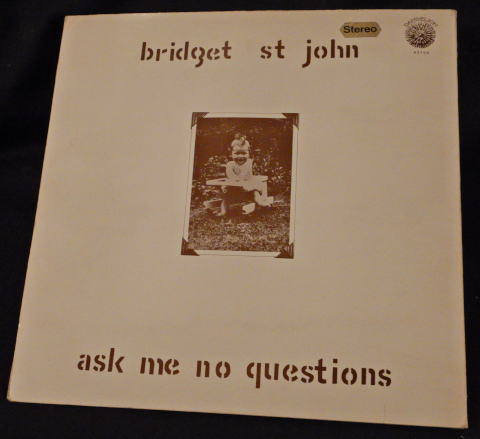 Stereo
bridget st john
ask me no questions